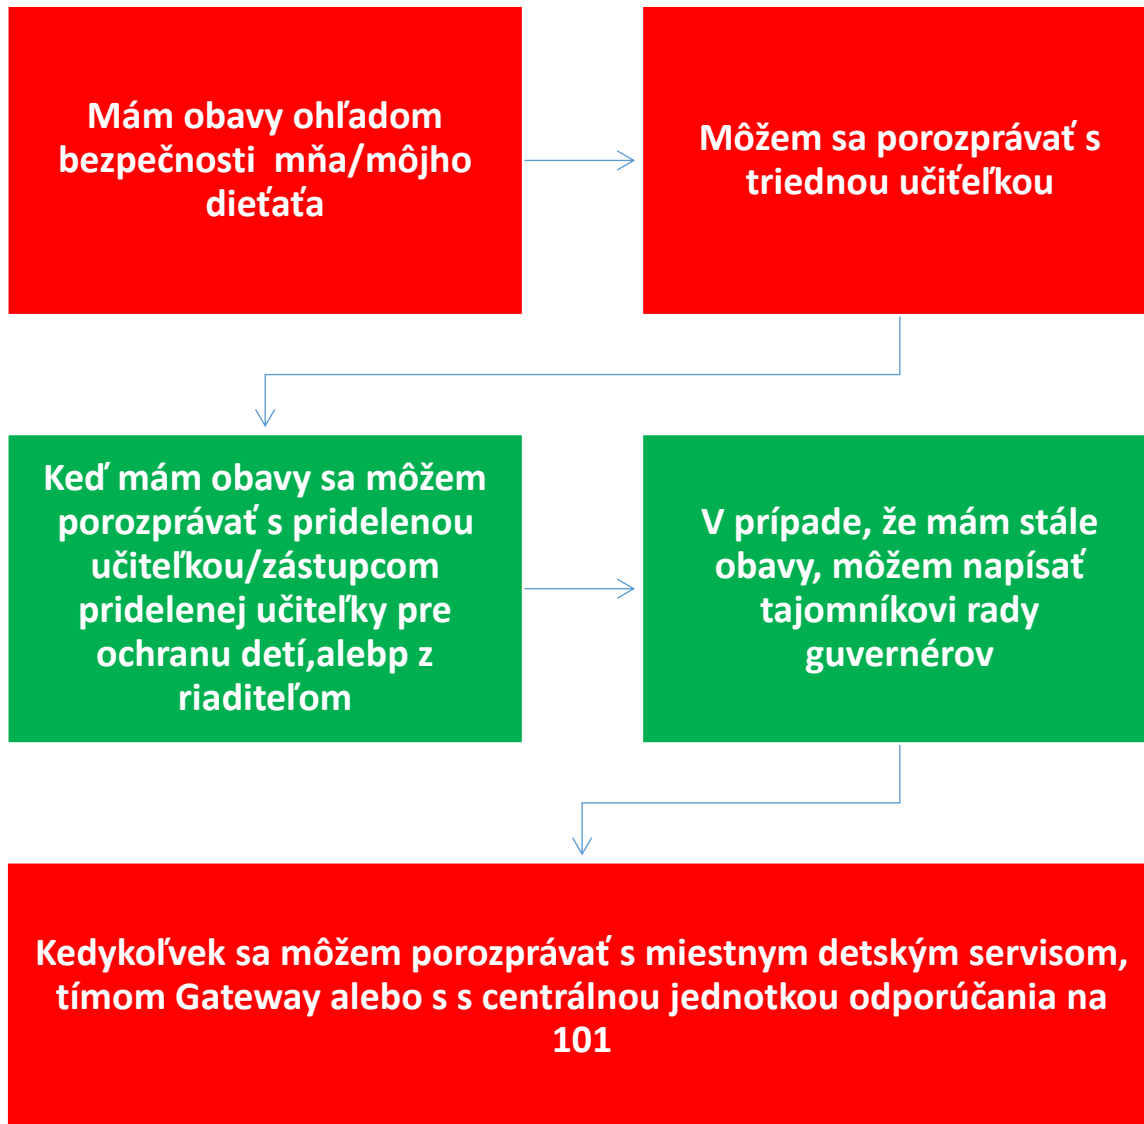 Mám obavy ohľadom
bezpečnosti mňa/môjho
dieťaťa
Môžem sa porozprávať s
triednou učiťeľkou
Keď mám obavy sa môžem
porozprávať s pridelenou
učiteľkou/zástupcom
pridelenej učiteľky pre
ochranu detí,alebp z
riaditeľom
V prípade, že mám stále
obavy, môžem napísať
tajomníkovi rady
guvernérov
Kedykoľvek sa môžem porozprávať s miestnym detským servisom,
tímom Gateway alebo s s centrálnou jednotkou odporúčania na
101